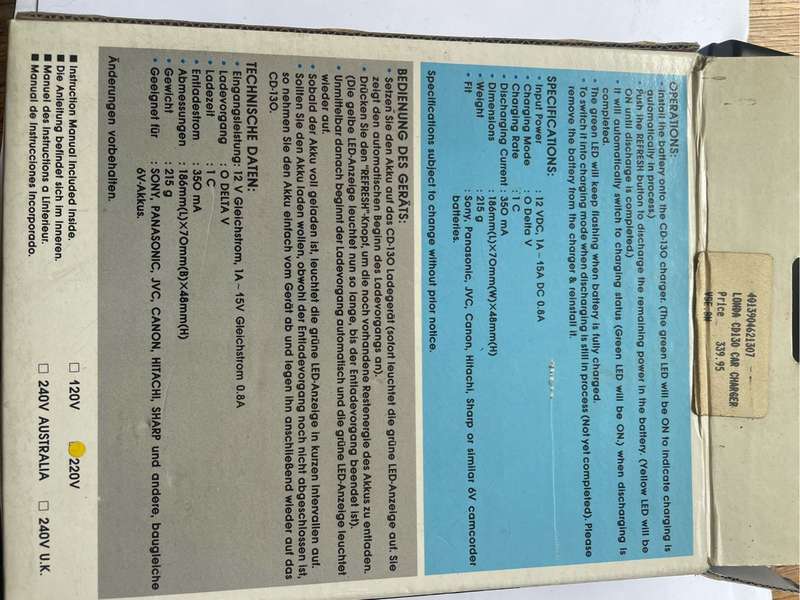 4013904621307
LONDA CD130 CAR CHARGER
Price 339.95
OPERATIONS:
• Install the battery onto the CD-130 charger. (The green LED will be ON to indicate charging is
automatically in process.)
• Push the REFRESH button to discharge the remaining power in the battery. (Yellow LED will be
ON until discharge is completed.)
• It will automatically switch to charging status (Green LED will be ON.) when discharging is
completed.
• The green LED will keep flashing when battery is fully charged.
• To switch if into charging mode when discharging is still in process (Not yet completed). Please
remove the battery from the charger & reinstall it.
SPECIFICATIONS:
• Input Power : 12 VDC, 1A ~ 15A DC 0.8A
• Charging Mode : O Delta V
• Charging Rate : 1 C
• Discharging Current : 350 mA
• Dimensions : 186mm(L)X70mm(W)X48mm(H)
• Weight : 215 g
• Fit : Sony, Panasonic, JVC, Canon, Hitachi, Sharp or similar 6V camcorder
batteries.
Specifications subject to change without prior notice.
BEDIENUNG DES GERÄTS:
• Setzen Sie den Akku auf das CD-130 Ladegerät (sofort leuchtet die grüne LED-Anzeige auf. Sie
zeigt den automatischen Beginn des Ladevorgangs an).
• Drücken Sie den "REFRESH"-Knopf, um die noch vorhandene Restenergie des Akkus zu entladen.
(Die gelbe LED-Anzeige leuchtet nun so lange, bis der Entladevorgang beendet ist).
• Unmittelbar danach beginnt der Ladevorgang automatisch und die grüne LED-Anzeige leuchtet
wieder auf.
• Sobald der Akku voll geladen ist, leuchtet die grüne LED-Anzeige in kurzen Intervallen auf.
• Sollten Sie den Akku laden wollen, obwohl der Entladevorgang noch nicht abgeschlossen ist,
so nehmen Sie den Akku einfach vom Gerät ab und legen ihn anschließend wieder auf das
CD-130.
TECHNISCHE DATEN:
• Eingangsleistung: 12 V Gleichstrom, 1A ~ 15V Gleichstrom 0.8A
• Ladevorgang : O DELTA V
• Ladezeit : 1 C
• Entladestrom : 350 mA
• Abmessungen : 186mm(L)X70mm(B)X48mm(H)
• Gewicht : 215 g
• Geeignet für : SONY, PANASONIC, JVC, CANON, HITACHI, SHARP und andere, baugleiche
6V-Akkus.
Änderungen vorbehalten.
■ Instruction Manual Included Inside.
■ Die Anleitung befindet sich im Inneren.
■ Manuel des Instructions a Linterieur.
■ Manual de Instrucciones Incorporado.
120V
220V
240V AUSTRALIA
240V U.K.